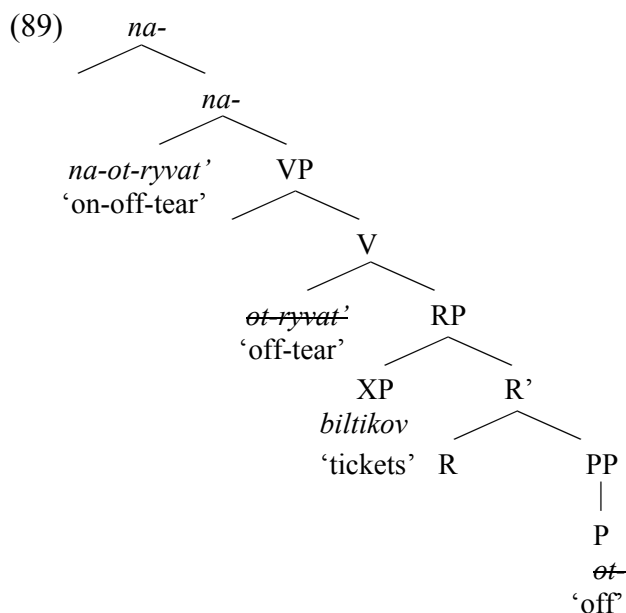 (89) na-
na-
na-ot-ryvat’ VP
‘on-off-tear’
V
ot-ryvat’ RP
‘off-tear’
XP R’
biltikov
‘tickets’ R PP
P
ot-
‘off’